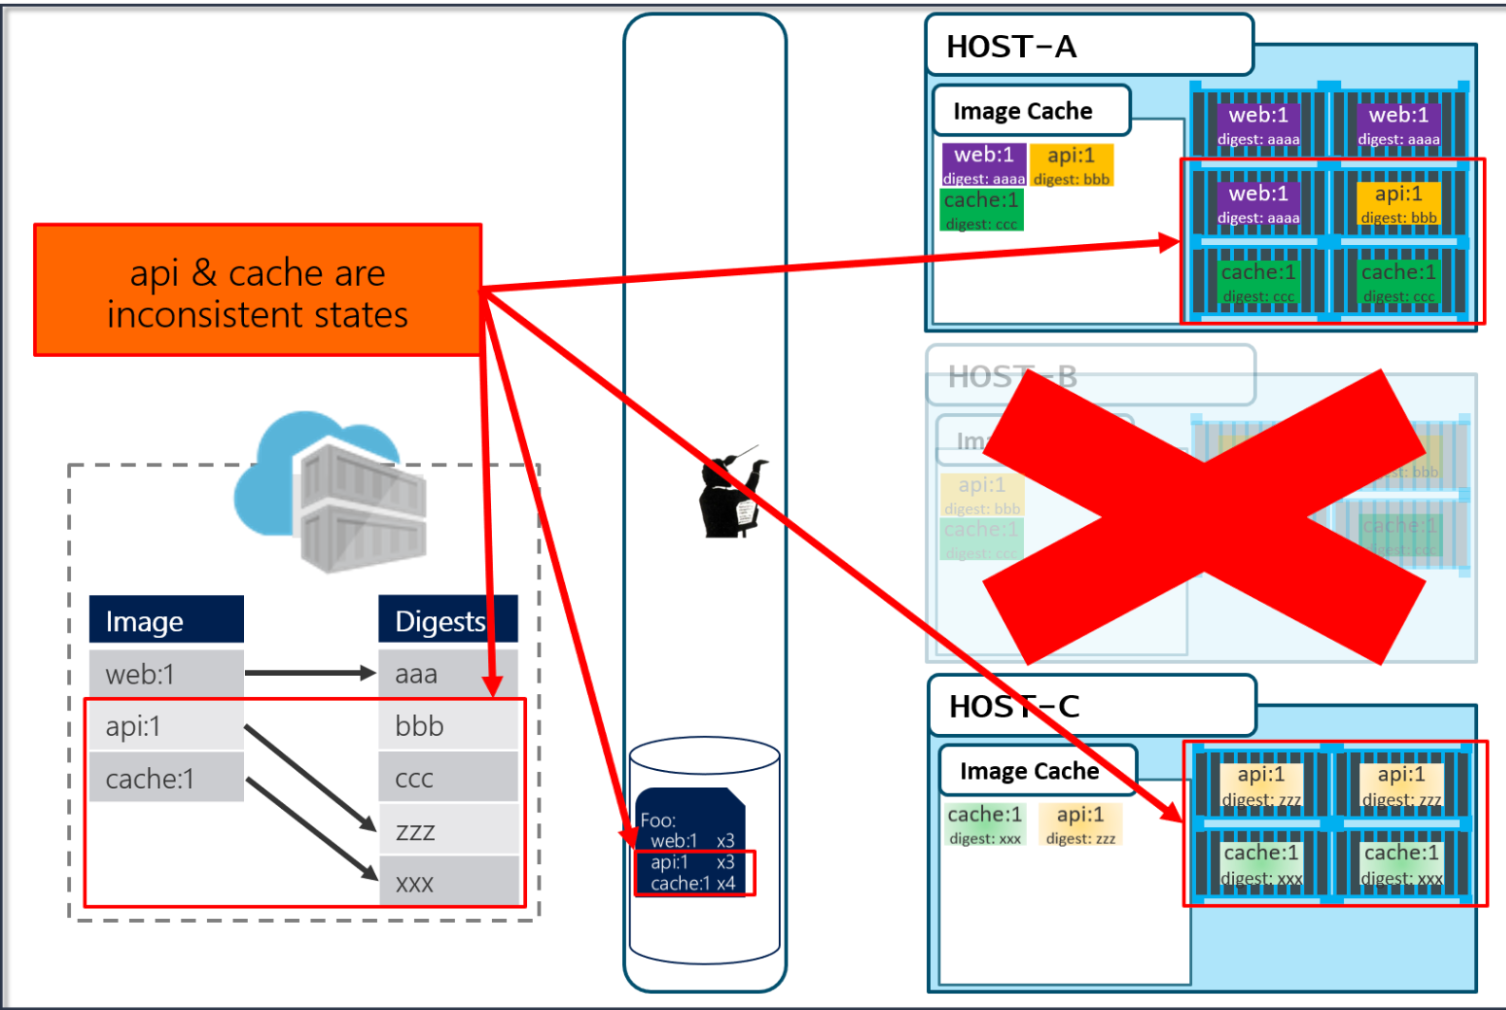 api & cache are
inconsistent states
Image
Digests
web:1
aaa
api:1
bbb
cache:1
ccc
zzz
xxx
Foo:
web:1 x3
api:1 x3
cache:1 x4
HOST-A
Image Cache
web:1
digest: aaaa
api:1
digest: bbb
cache:1
digest: ccc
web:1
digest: aaaa
web:1
digest: aaaa
web:1
digest: aaaa
api:1
digest: bbb
cache:1
digest: ccc
cache:1
digest: ccc
HOST-B
api:1
digest: bbb
cache:1
digest: ccc
bbb
cache:1
digest: ccc
HOST-C
Image Cache
cache:1
digest: xxx
api:1
digest: zzz
api:1
digest: zzz
api:1
digest: zzz
cache:1
digest: xxx
cache:1
digest: xxx